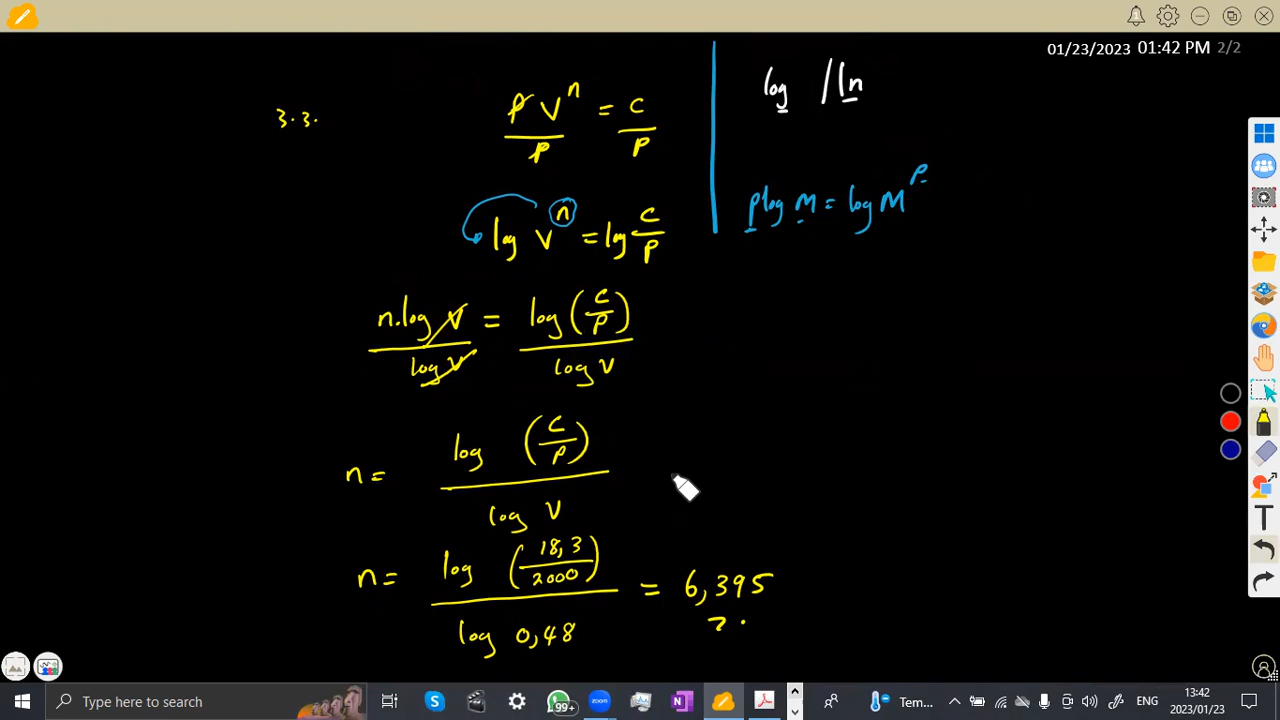 01/23/2023 01:42 PM 2/2
log / ln
3.3.
p V^n / p = C / P
p log M = log M^p
log V^n = log C/P
n.log V / log V = log (C/P) / log V
n = log (C/P) / log V
n = log (18,3 / 2000) / log 0,48 = 6,395
T
Type here to search
99+
Tem...
ENG
13:42
2023/01/23